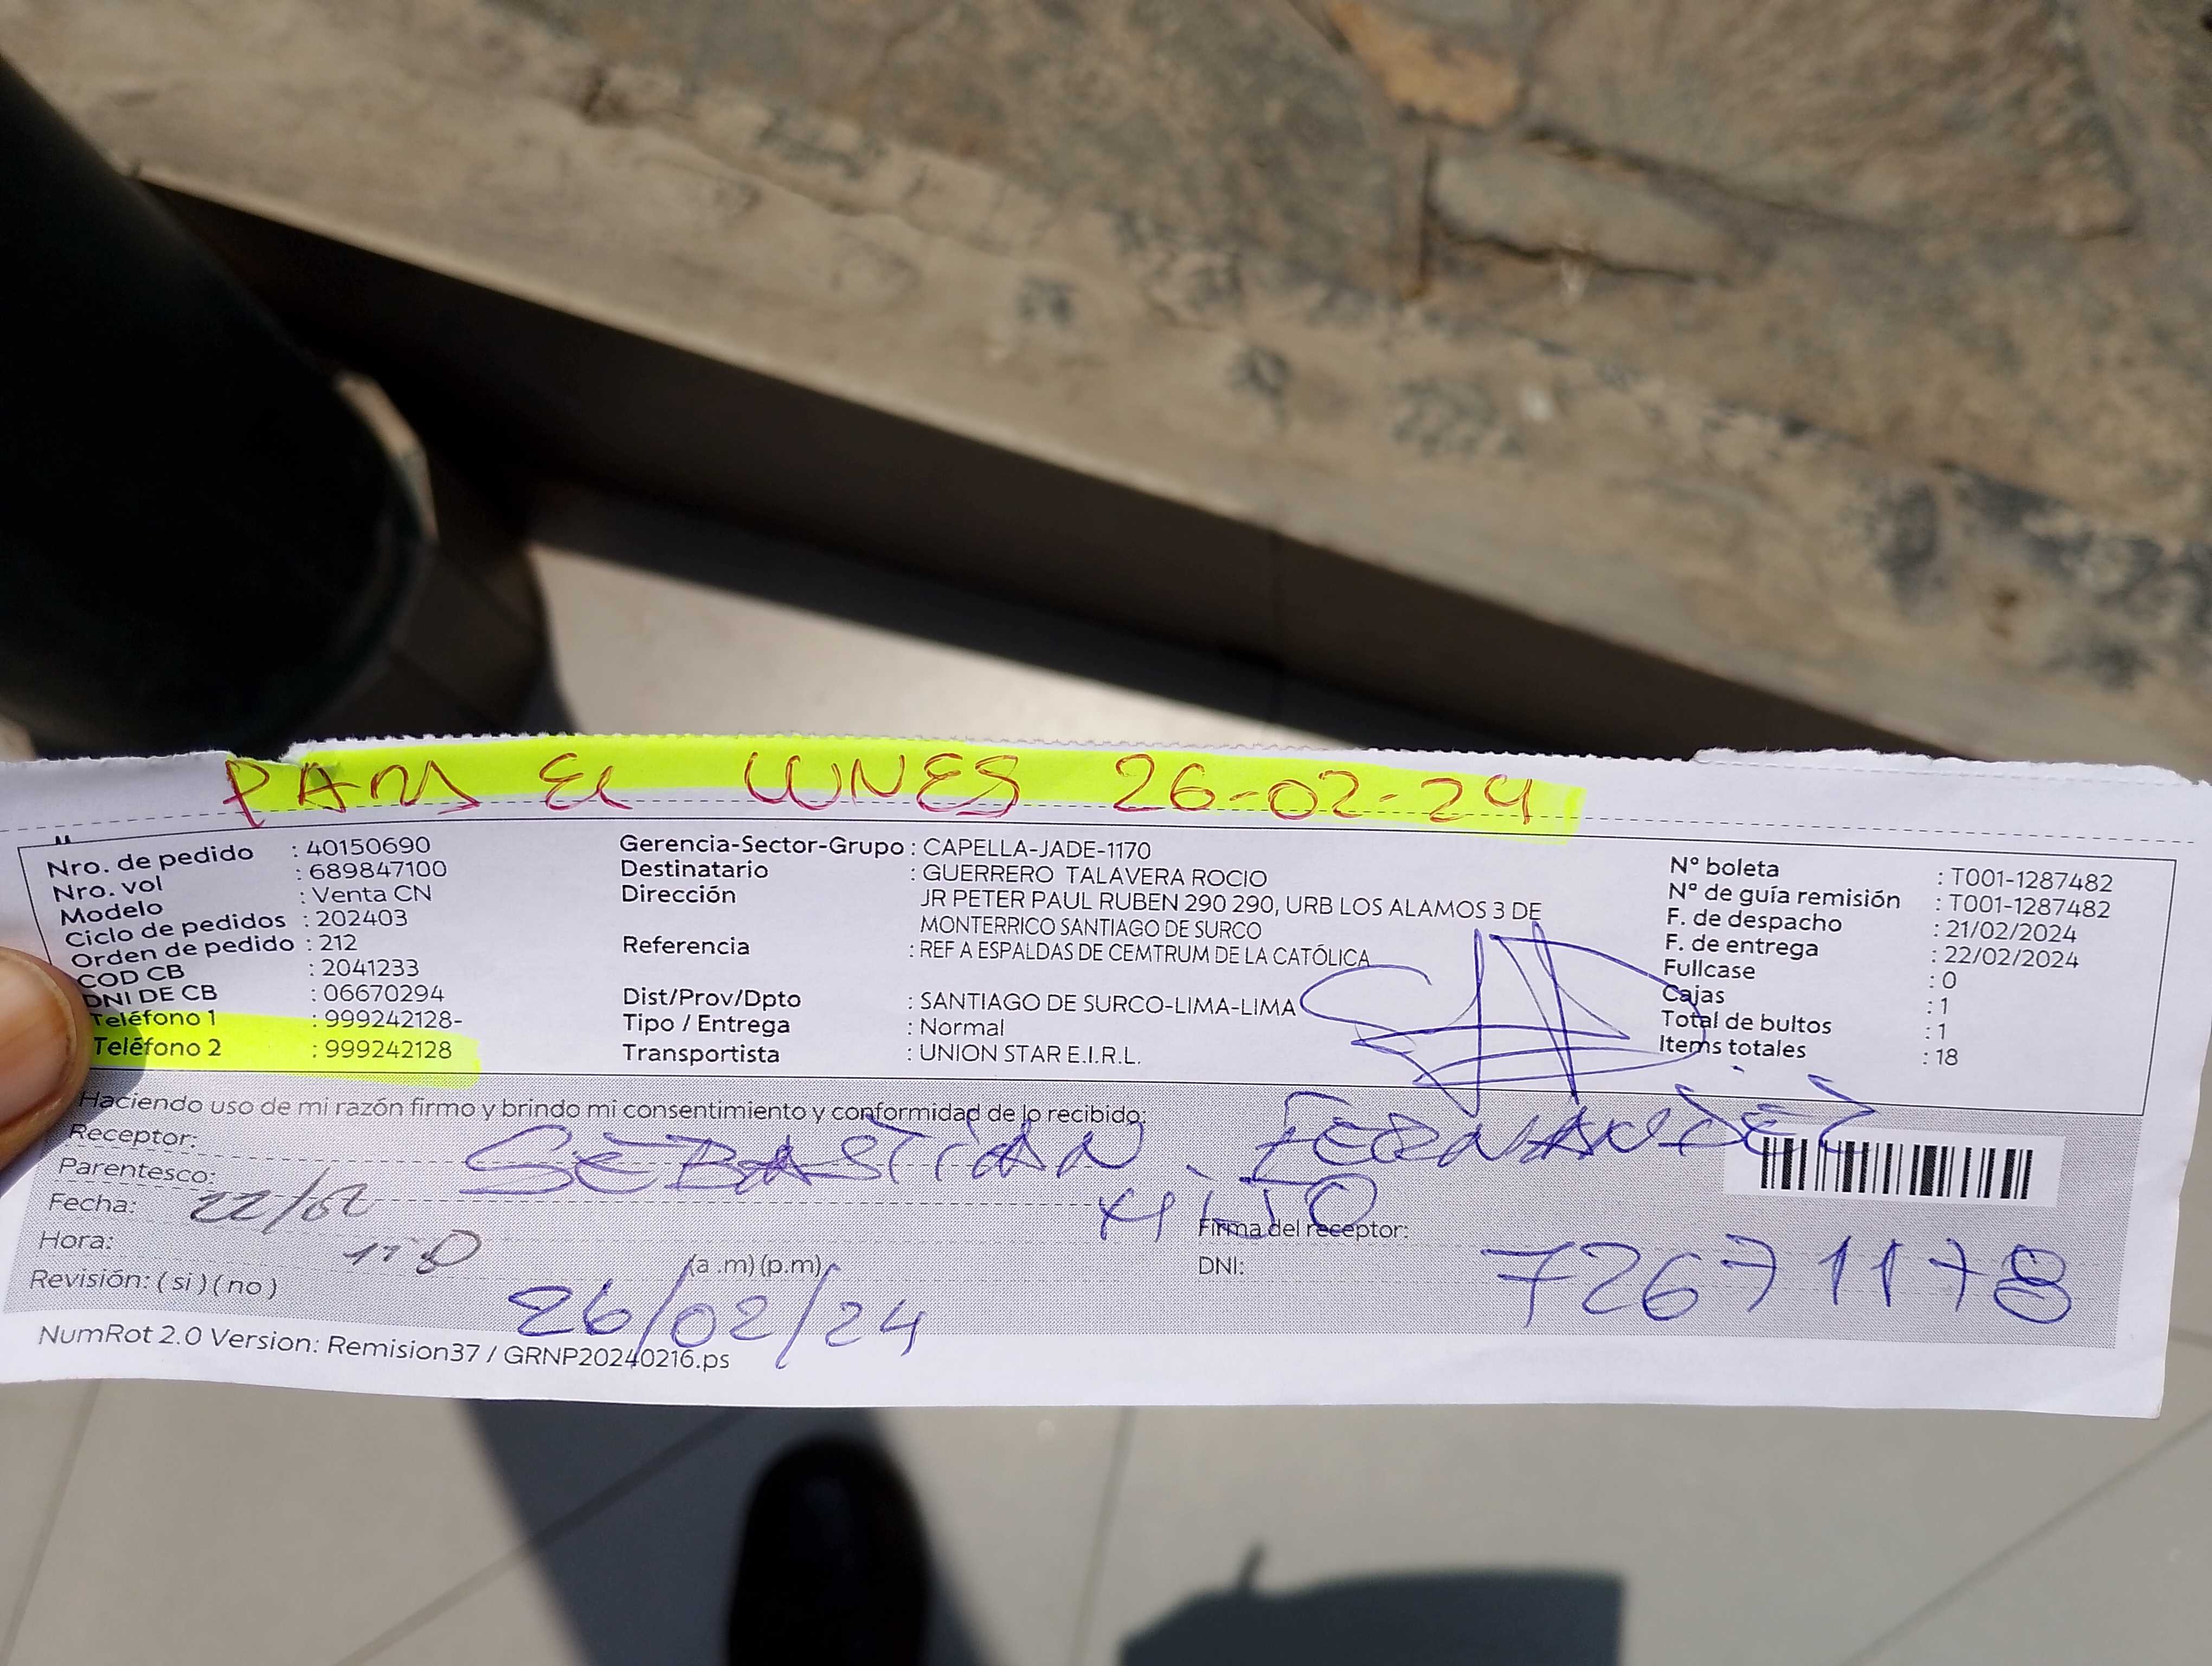 PARA EL LUNES 26-02-24
Nro. de pedido : 40150690
Nro. vol : 689847100
Modelo : Venta CN
Ciclo de pedidos : 202403
Orden de pedido : 212
COD CB : 2041233
DNI DE CB : 06670294
Teléfono 1 : 999242128-
Teléfono 2 : 999242128
Gerencia-Sector-Grupo : CAPELLA-JADE-1170
Destinatario : GUERRERO TALAVERA ROCIO
Dirección JR PETER PAUL RUBEN 290 290, URB LOS ALAMOS 3 DE
MONTERRICO SANTIAGO DE SURCO
Referencia : REF A ESPALDAS DE CEMTRUM DE LA CATÓLICA
Dist/Prov/Dpto : SANTIAGO DE SURCO-LIMA-LIMA
Tipo / Entrega : Normal
Transportista : UNION STAR E.I.R.L.
N° boleta : T001-1287482
N° de guía remisión : T001-1287482
F. de despacho : 21/02/2024
F. de entrega : 22/02/2024
Fullcase : 0
Cajas : 1
Total de bultos : 1
Items totales : 18
Haciendo uso de mi razón firmo y brindo mi consentimiento y conformidad de lo recibido:
Receptor: SEBASTIAN FERNANDEZ
Parentesco: HIJO
Fecha: 22/02
Firma del receptor:
Hora: (a .m) (p.m)
DNI: 72671178
Revisión: ( si ) ( no )
26/02/24
NumRot 2.0 Version: Remision37 / GRNP20240216.ps